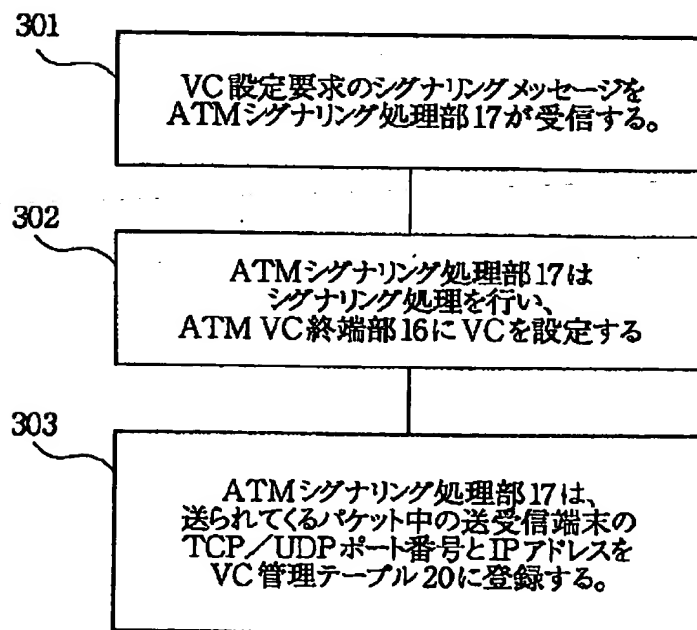 301
VC設定要求のシグナリングメッセージを
ATMシグナリング処理部17が受信する。
302
ATMシグナリング処理部17は
シグナリング処理を行い、
ATM VC終端部16にVCを設定する
303
ATMシグナリング処理部17は、
送られてくるパケット中の送受信端末の
TCP/UDPポート番号とIPアドレスを
VC管理テーブル20に登録する。